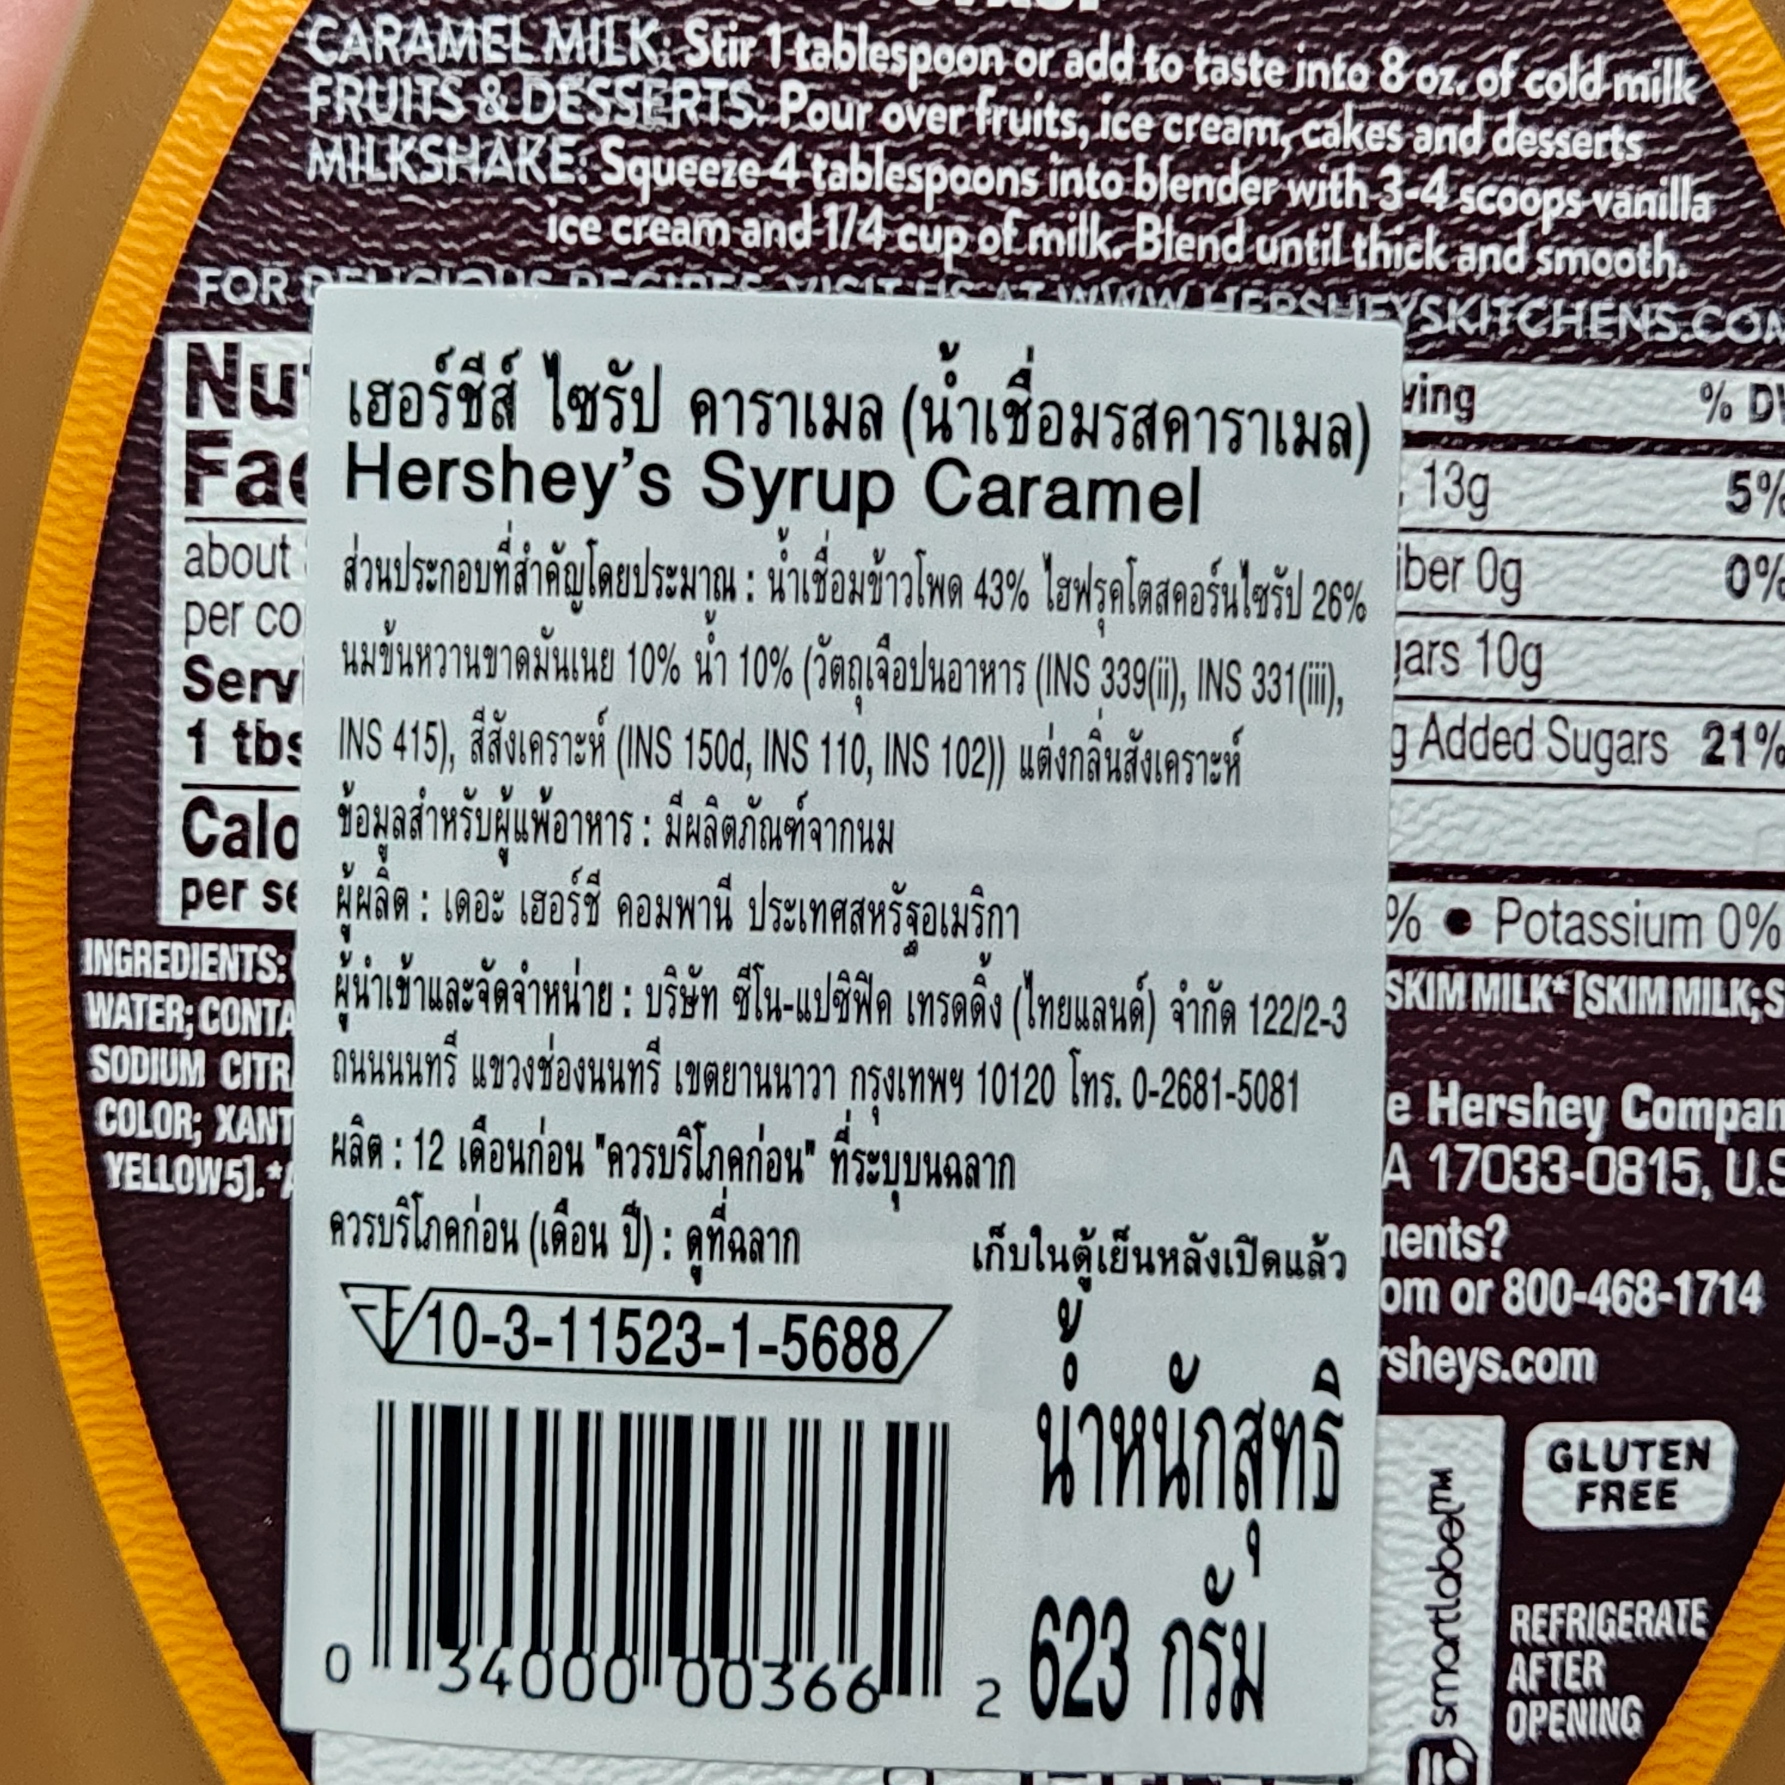 CARAMEL MILK: Stir 1 tablespoon or add to taste into 8 oz. of cold milk
FRUITS & DESSERTS: Pour over fruits, ice cream, cakes and desserts
MILKSHAKE: Squeeze 4 tablespoons into blender with 3-4 scoops vanilla
ice cream and 1/4 cup of milk. Blend until thick and smooth.
FOR DELICIOUS RECIPES VISIT US AT WWW.HERSHEYSKITCHENS.COM
เฮอร์ชีส์ ไซรัป คาราเมล (น้ำเชื่อมรสคาราเมล)
Hershey's Syrup Caramel
ส่วนประกอบที่สำคัญโดยประมาณ : น้ำเชื่อมข้าวโพด 43% ไฮฟรุคโตสคอร์นไซรัป 26%
นมข้นหวานขาดมันเนย 10% น้ำ 10% (วัตถุเจือปนอาหาร (INS 339(ii), INS 331(iii),
INS 415), สีสังเคราะห์ (INS 150d, INS 110, INS 102)) แต่งกลิ่นสังเคราะห์
ข้อมูลสำหรับผู้แพ้อาหาร : มีผลิตภัณฑ์จากนม
ผู้ผลิต : เดอะ เฮอร์ชี คอมพานี ประเทศสหรัฐอเมริกา
ผู้นำเข้าและจัดจำหน่าย : บริษัท ซีโน-แปซิฟิค เทรดดิ้ง (ไทยแลนด์) จำกัด 122/2-3
ถนนนนทรี แขวงช่องนนทรี เขตยานนาวา กรุงเทพฯ 10120 โทร. 0-2681-5081
ผลิต : 12 เดือนก่อน "ควรบริโภคก่อน" ที่ระบุบนฉลาก
ควรบริโภคก่อน (เดือน ปี) : ดูที่ฉลาก
เก็บในตู้เย็นหลังเปิดแล้ว
10-3-11523-1-5688
น้ำหนักสุทธิ
623 กรัม
0 34000 00366 2
about
per co
1 tbs
per se
INGREDIENTS:
WATER; CONTA
SODIUM CITR
COLOR; XANT
YELLOW 5].*
ving % D
13g 5%
iber 0g 0%
ars 10g
g Added Sugars 21%
% ● Potassium 0%
SKIM MILK* [SKIM MILK; S
e Hershey Compan
A 17033-0815, U.S
ments?
om or 800-468-1714
rsheys.com
GLUTEN
FREE
smartlabel™
REFRIGERATE
AFTER
OPENING